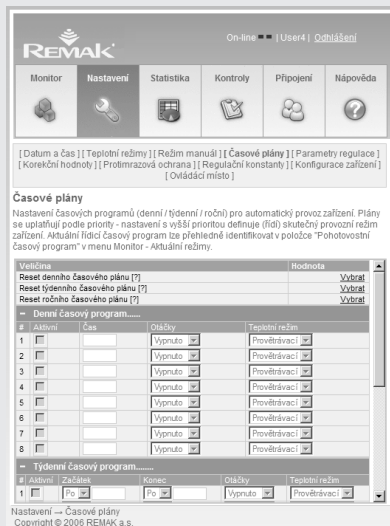 REMAK
On-line | User4 | Odhlášení
Monitor Nastavení Statistika Kontroly Připojení Nápověda
[ Datum a čas ] [ Teplotní režimy ] [ Režim manuál ] [ Časové plány ] [ Parametry regulace ]
[ Korekční hodnoty ] [ Protimrazová ochrana ] [ Regulační konstanty ] [ Konfigurace zařízení ]
[ Ovládací místo ]
Časové plány
Nastavení časových programů (denní / týdenní / roční) pro automatický provoz zařízení. Plány
se uplatňují podle priority - nastavení s vyšší prioritou definuje (řídí) skutečný provozní režim
zařízení. Aktuální řídicí časový program lze přehledně identifikovat v položce "Pohotovostní
časový program" v menu Monitor - Aktuální režimy.
Veličina Hodnota
Reset denního časového plánu [?] Vybrat
Reset týdenního časového plánu [?] Vybrat
Reset ročního časového plánu [?] Vybrat
– Denní časový program......
# Aktivní Čas Otáčky Teplotní režim
1 Vypnuto Provětrávací
2 Vypnuto Provětrávací
3 Vypnuto Provětrávací
4 Vypnuto Provětrávací
5 Vypnuto Provětrávací
6 Vypnuto Provětrávací
7 Vypnuto Provětrávací
8 Vypnuto Provětrávací
– Týdenní časový program.......
# Aktivní Začátek Konec Otáčky Teplotní režim
1 Po Po Vypnuto Provětrávací
Nastavení → Časové plány
Copyright © 2006 REMAK a.s.